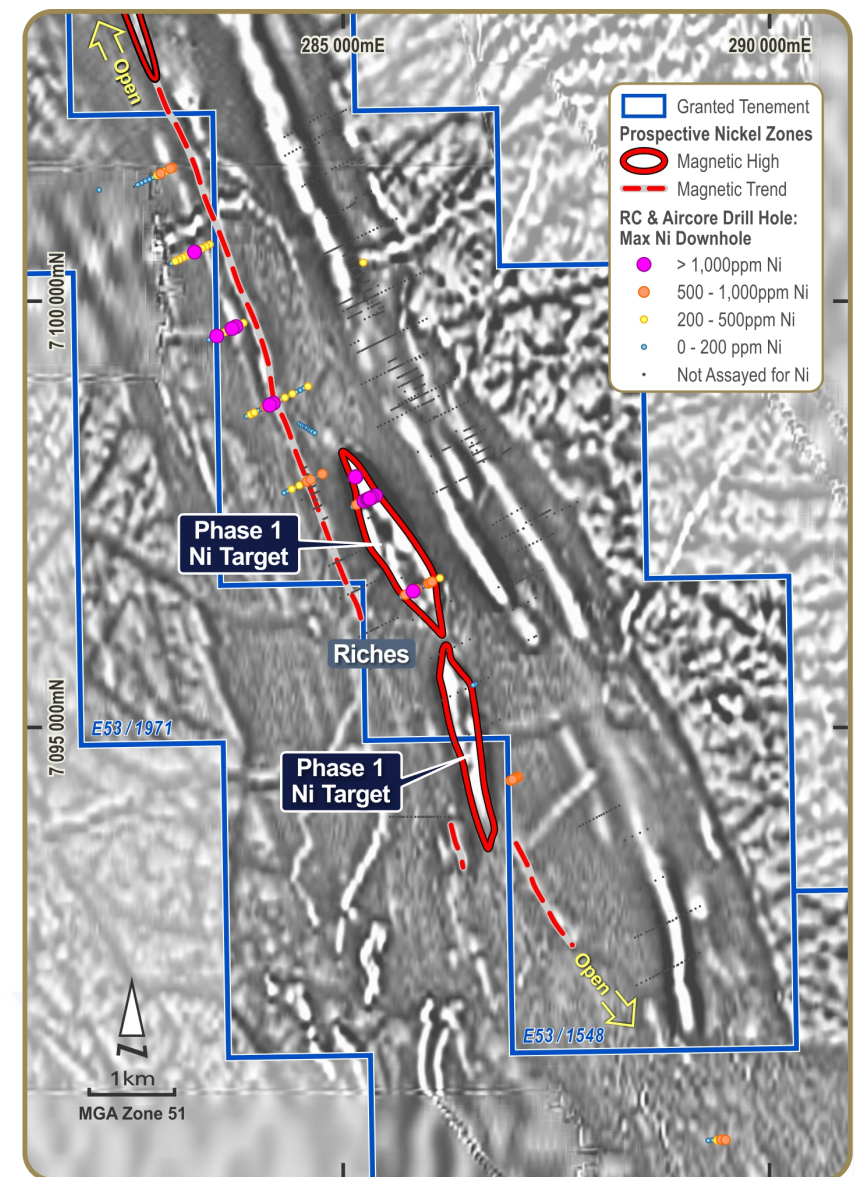 285 000mE
290 000mE
Open
Granted Tenement
Prospective Nickel Zones
Magnetic High
Magnetic Trend
RC & Aircore Drill Hole:
Max Ni Downhole
> 1,000ppm Ni
500 - 1,000ppm Ni
200 - 500ppm Ni
0 - 200 ppm Ni
Not Assayed for Ni
7 100 000mN
Phase 1
Ni Target
Riches
7 095 000mN
E53/1971
Phase 1
Ni Target
Open
E53/1548
N
1km
MGA Zone 51